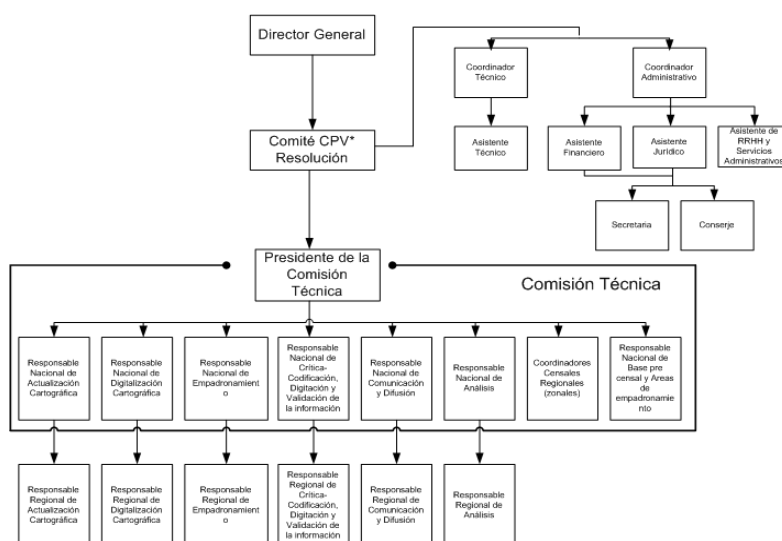 Director General
Coordinador
Técnico
Coordinador
Administrativo
Comité CPV*
Resolución
Asistente
Técnico
Asistente
Financiero
Asistente
Jurídico
Asistente de
RRHH y
Servicios
Administrativos
Secretaria
Conserje
Presidente de la
Comisión
Técnica
Comisión Técnica
Responsable
Nacional de
Actualización
Cartográfica
Responsable
Nacional de
Digitalización
Cartográfica
Responsable
Nacional de
Empadronamient
o
Responsable
Nacional de
Crítica-
Codificación,
Digitación y
Validación de
la información
Responsable
Nacional de
Comunicación
y Difusión
Responsable
Nacional de
Análisis
Coordinadores
Censales
Regionales
(zonales)
Responsable
Nacional de
Base pre
censal y Areas
de
empadronamie
nto
Responsable
Regional de
Actualización
Cartográfica
Responsable
Regional de
Digitalización
Cartográfica
Responsable
Regional de
Empadronamient
o
Responsable
Regional de
Crítica-
Codificación,
Digitación y
Validación de
la información
Responsable
Regional de
Comunicación
y Difusión
Responsable
Regional de
Análisis